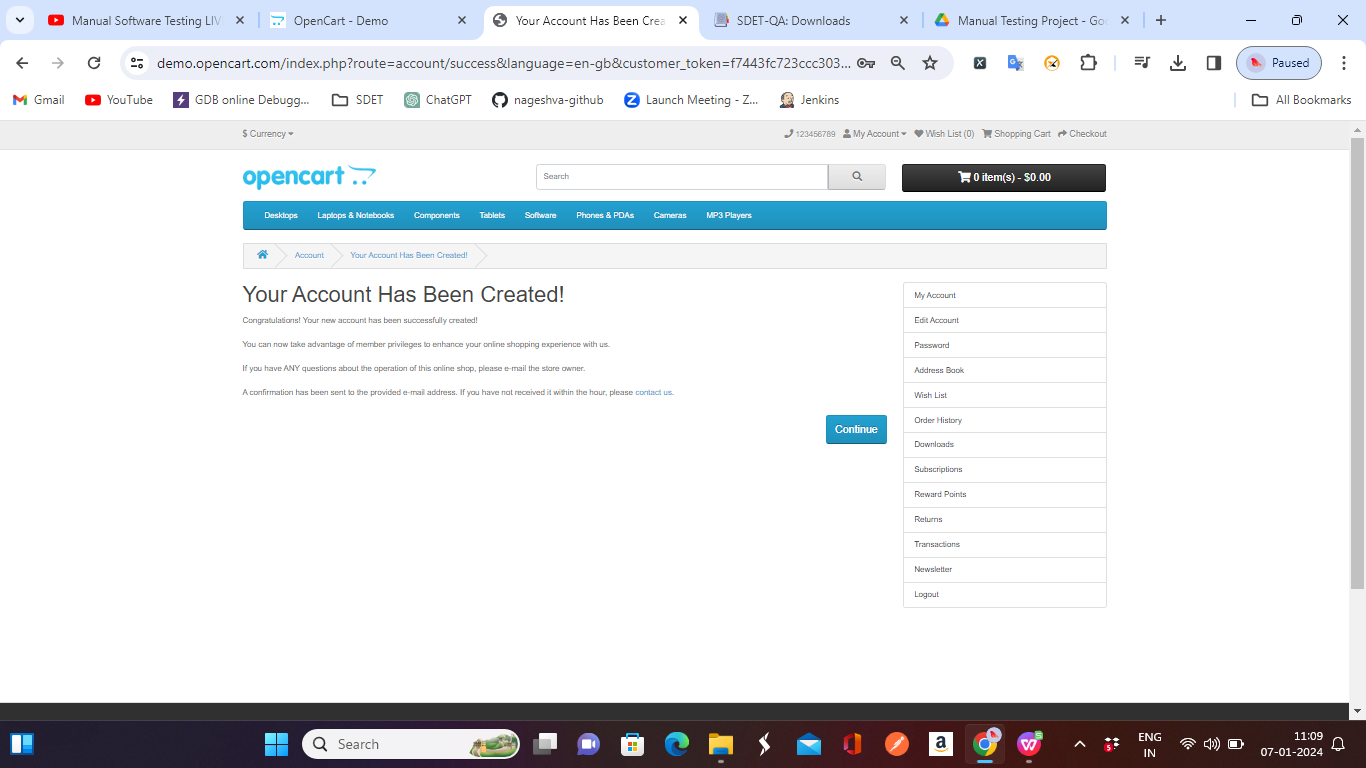 Manual Software Testing LIV
OpenCart - Demo
Your Account Has Been Crea
SDET-QA: Downloads
Manual Testing Project - Goo
demo.opencart.com/index.php?route=account/success&language=en-gb&customer_token=f7443fc723ccc303...
Paused
Gmail
YouTube
GDB online Debugg...
SDET
ChatGPT
nageshva-github
Launch Meeting - Z...
Jenkins
All Bookmarks
$ Currency
123456789
My Account
Wish List (0)
Shopping Cart
Checkout
opencart
Search
0 item(s) - $0.00
Desktops
Laptops & Notebooks
Components
Tablets
Software
Phones & PDAs
Cameras
MP3 Players
Account
Your Account Has Been Created!
Your Account Has Been Created!
Congratulations! Your new account has been successfully created!
You can now take advantage of member privileges to enhance your online shopping experience with us.
If you have ANY questions about the operation of this online shop, please e-mail the store owner.
A confirmation has been sent to the provided e-mail address. If you have not received it within the hour, please contact us.
Continue
My Account
Edit Account
Password
Address Book
Wish List
Order History
Downloads
Subscriptions
Reward Points
Returns
Transactions
Newsletter
Logout
Search
ENG
IN
11:09
07-01-2024